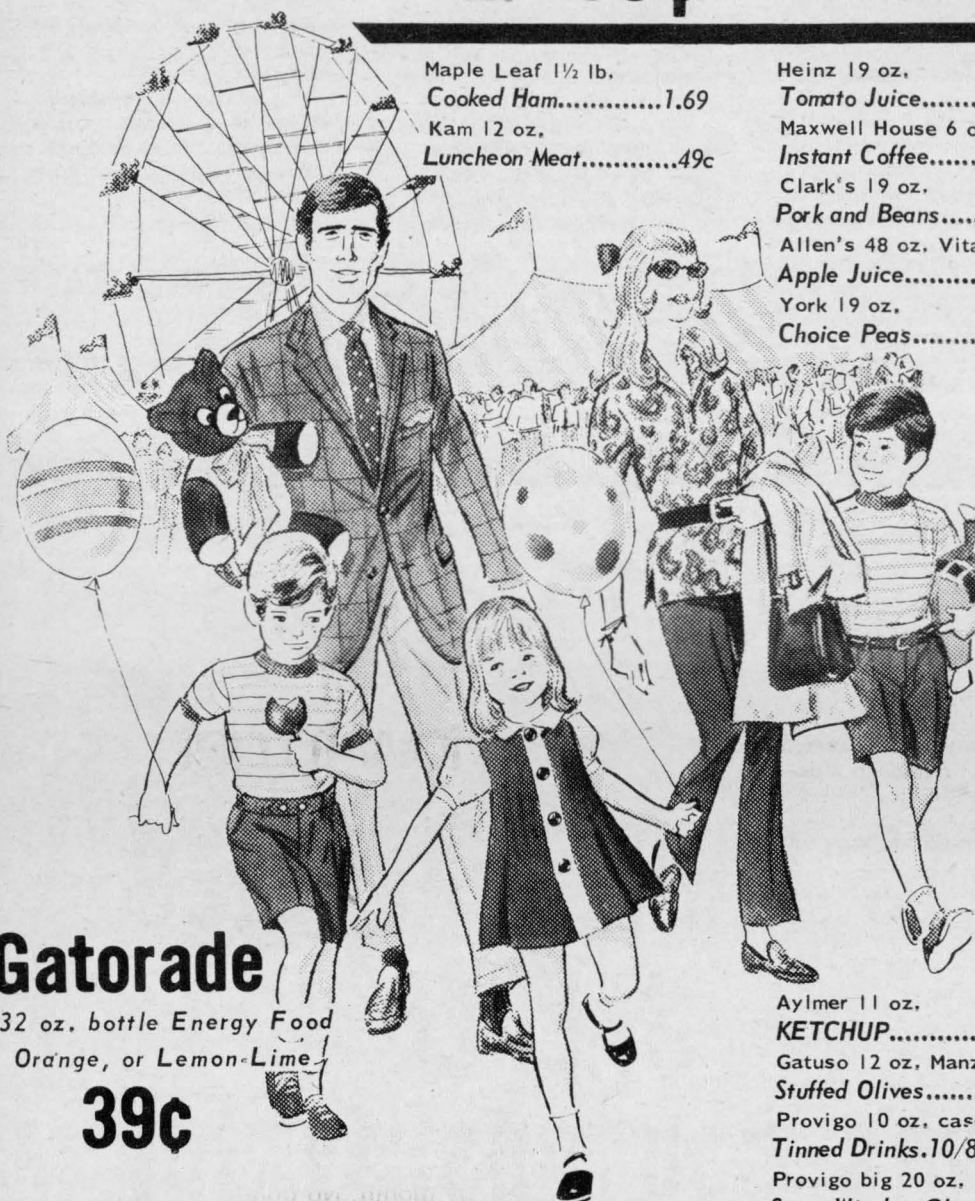 Maple Leaf 1½ lb.
Cooked Ham.............1.69
Kam 12 oz.
Luncheon Meat............49c
Heinz 19 oz.
Tomato Juice......
Maxwell House 6 o
Instant Coffee......
Clark's 19 oz.
Pork and Beans.....
Allen's 48 oz. Vita
Apple Juice.........
York 19 oz.
Choice Peas........
Gatorade
32 oz. bottle Energy Food
Orange, or Lemon-Lime
39¢
Aylmer 11 oz.
KETCHUP...........
Gatuso 12 oz. Manz
Stuffed Olives......
Provigo 10 oz. cas
Tinned Drinks.10/8
Provigo big 20 oz.